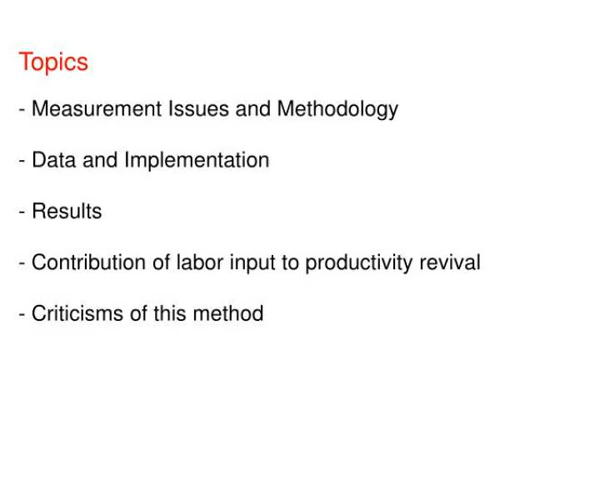 Topics
- Measurement Issues and Methodology
- Data and Implementation
- Results
- Contribution of labor input to productivity revival
- Criticisms of this method